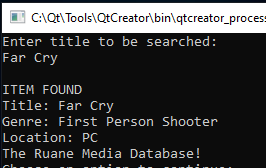 C:\Qt\Tools\QtCreator\bin\qtcreator_process
Enter title to be searched:
Far Cry
ITEM FOUND
Title: Far Cry
Genre: First Person Shooter
Location: PC
The Ruane Media Database!